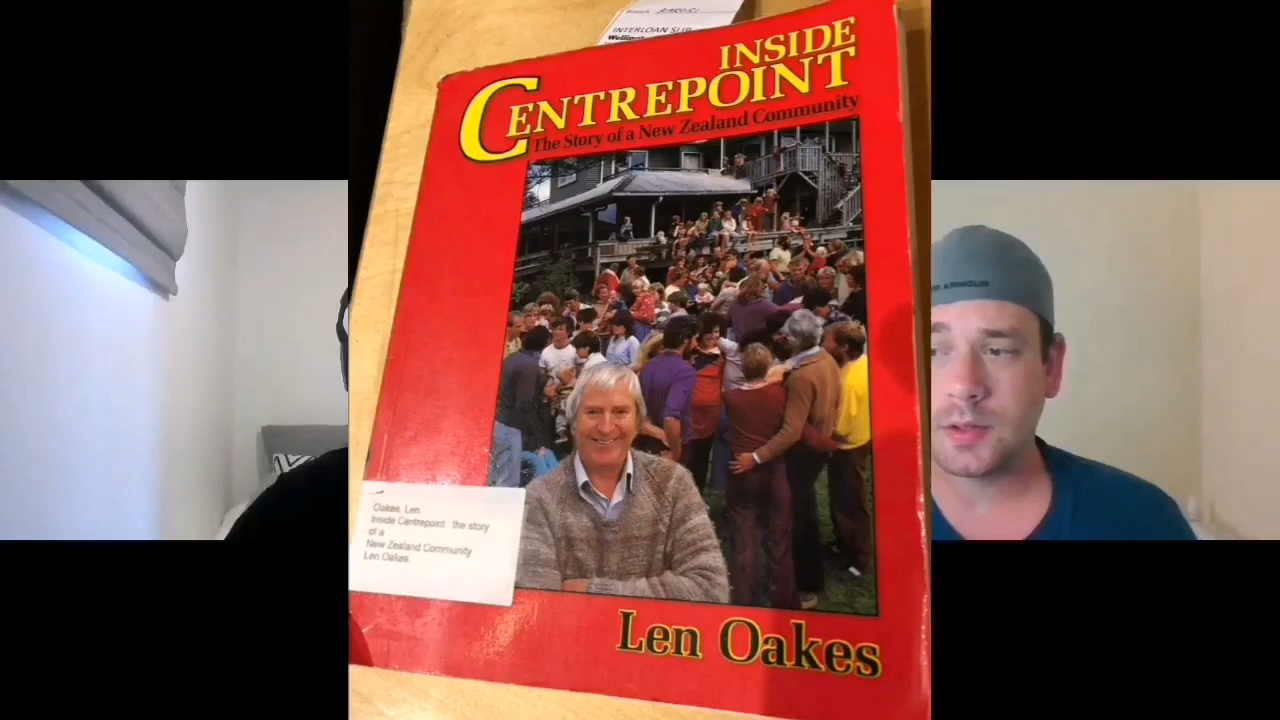 INTERLOAN SLIP
INSIDE
CENTREPOINT
The Story of a New Zealand Community
Oakes, Len
Inside Centrepoint the story
of a
New Zealand Community
Len Oakes.
Len Oakes
ARMOUR